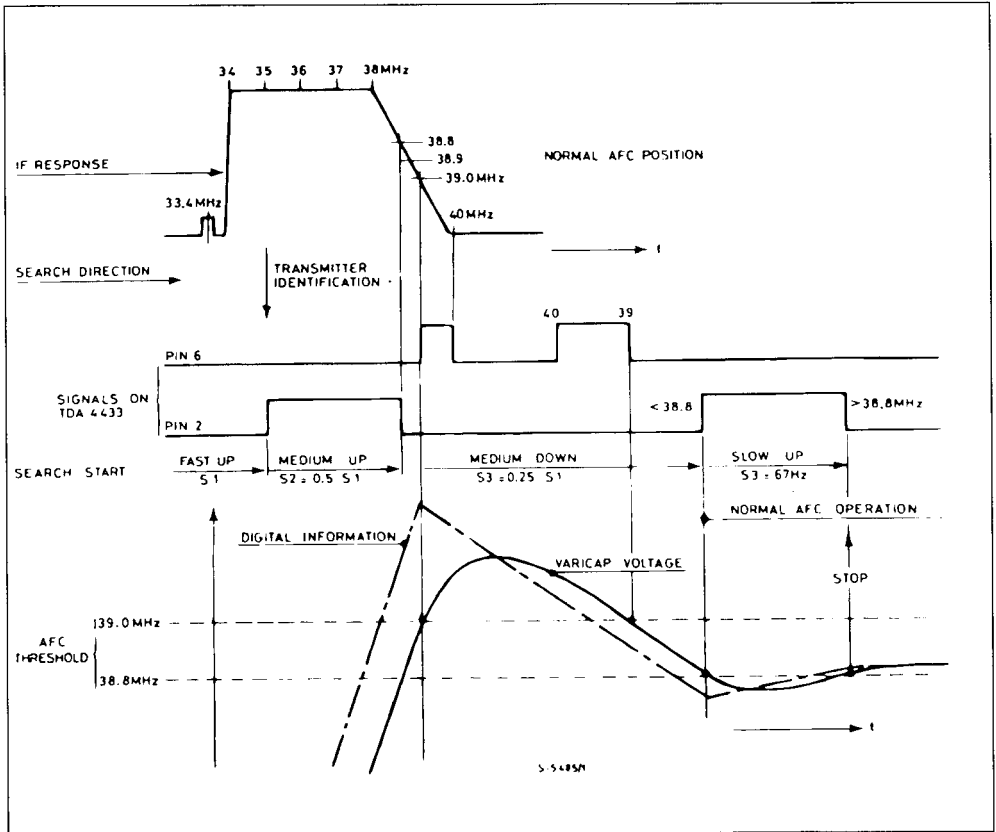 34 35 36 37 38MHz
38.8
38.9
39.0MHz
NORMAL AFC POSITION
IF RESPONSE
33.4MHz
40MHz
f
SEARCH DIRECTION
TRANSMITTER
IDENTIFICATION
40 39
PIN 6
SIGNALS ON
TDA 4433
PIN 2
<38.8
>38.8MHz
SEARCH START
FAST UP
S1
MEDIUM UP
S2=0.5 S1
MEDIUM DOWN
S3=0.25 S1
SLOW UP
S3=67Hz
NORMAL AFC OPERATION
DIGITAL INFORMATION
VARICAP VOLTAGE
STOP
39.0MHz
AFC
THRESHOLD
38.8MHz
t